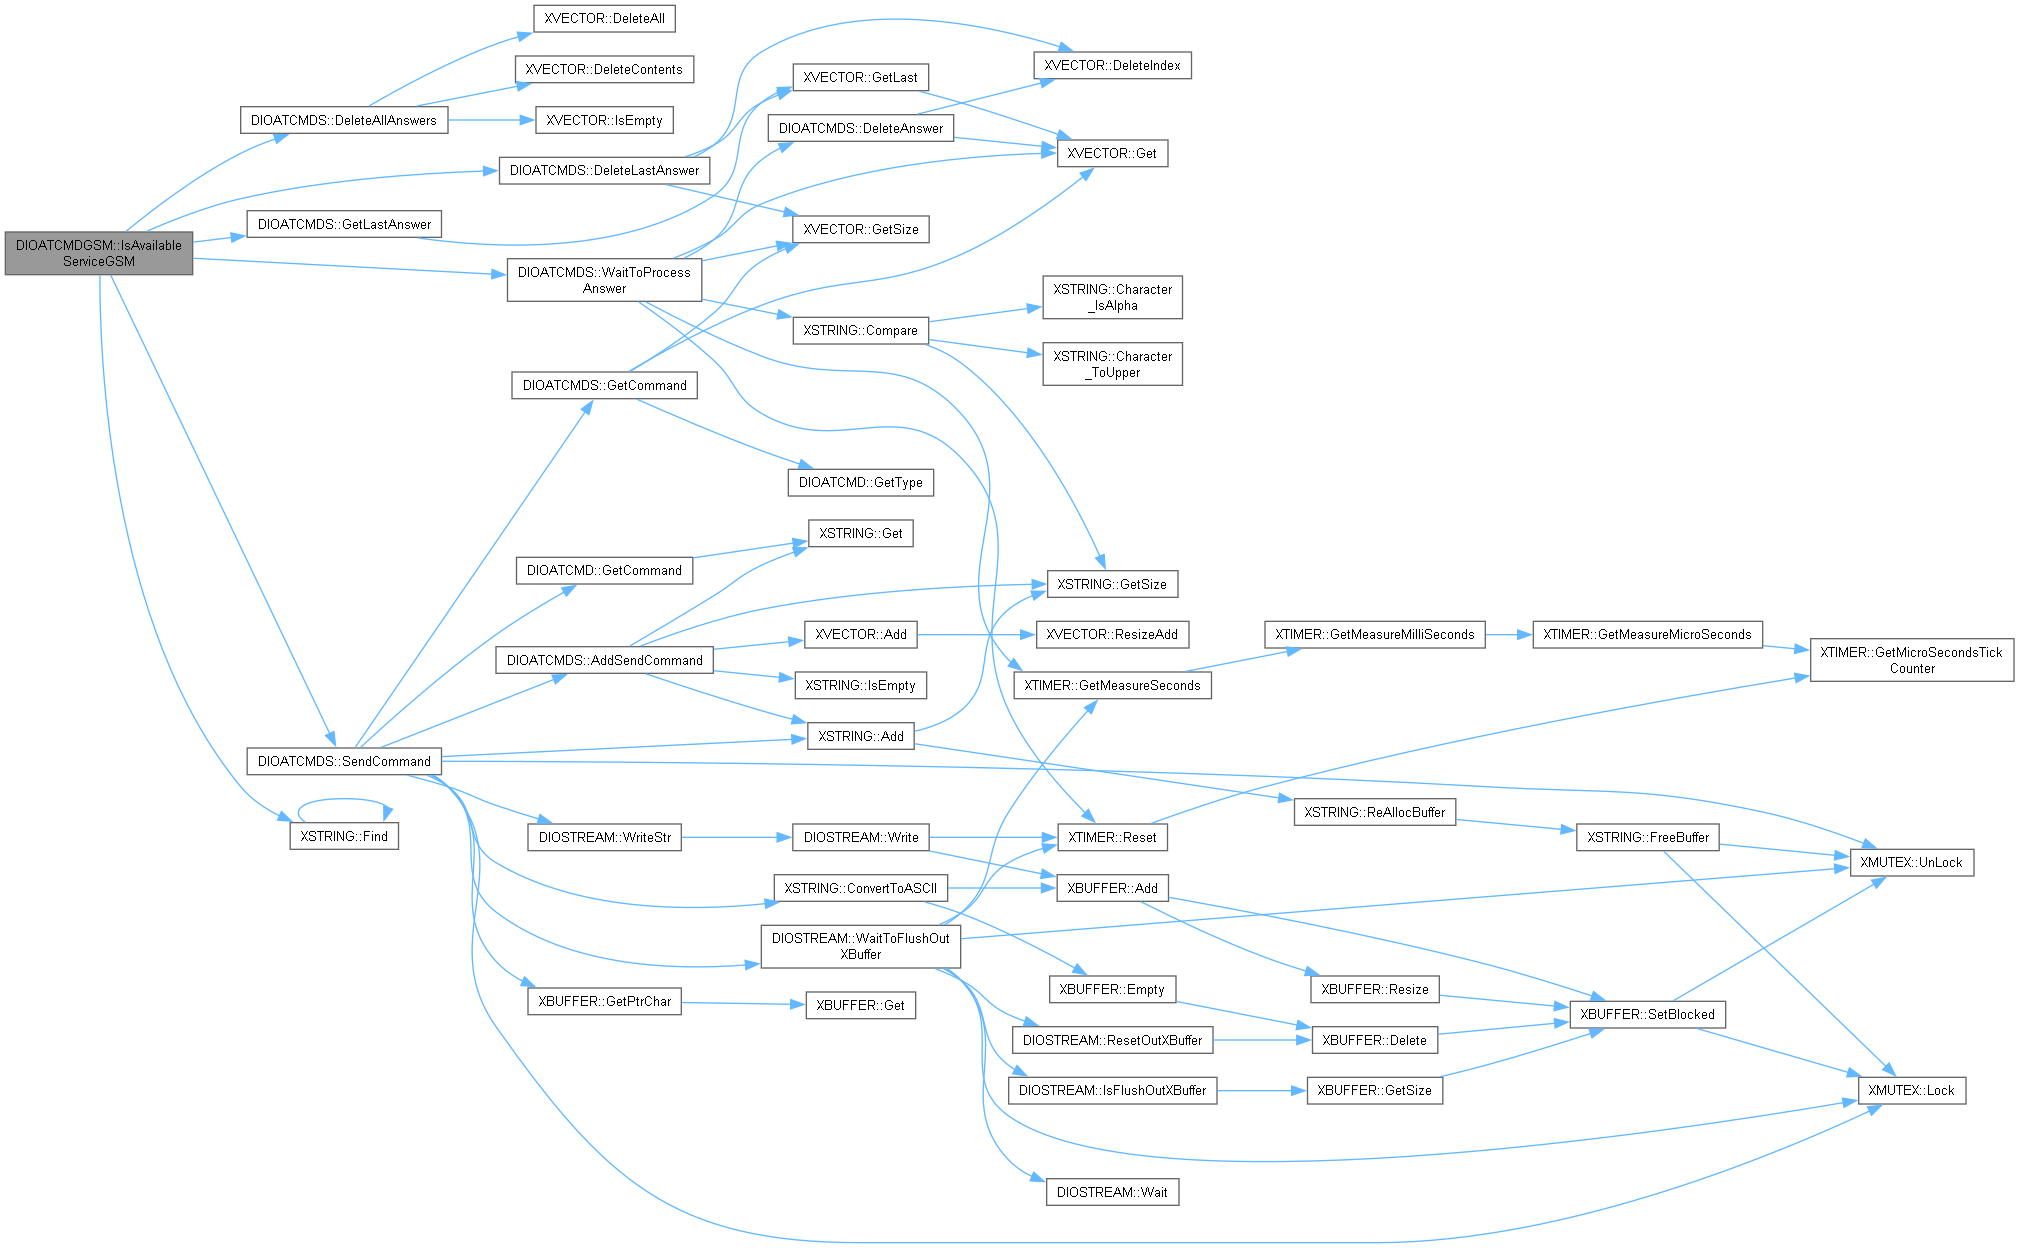 XVECTOR::DeleteAll
XVECTOR::DeleteContents
DIOATCMDS::DeleteAllAnswers
XVECTOR::IsEmpty
XVECTOR::DeleteIndex
XVECTOR::GetLast
DIOATCMDS::DeleteAnswer
XVECTOR::Get
DIOATCMDS::DeleteLastAnswer
DIOATCMDS::GetLastAnswer
XVECTOR::GetSize
DIOATCMDGSM::IsAvailable
ServiceGSM
DIOATCMDS::WaitToProcess
Answer
XSTRING::Character
_IsAlpha
XSTRING::Compare
XSTRING::Character
_ToUpper
DIOATCMDS::GetCommand
DIOATCMD::GetType
XSTRING::Get
DIOATCMD::GetCommand
XSTRING::GetSize
XVECTOR::Add
XVECTOR::ResizeAdd
XTIMER::GetMeasureMilliSeconds
XTIMER::GetMeasureMicroSeconds
XTIMER::GetMicroSecondsTick
Counter
DIOATCMDS::AddSendCommand
XSTRING::IsEmpty
XTIMER::GetMeasureSeconds
XSTRING::Add
DIOATCMDS::SendCommand
XSTRING::ReAllocBuffer
XSTRING::Find
DIOSTREAM::WriteStr
DIOSTREAM::Write
XTIMER::Reset
XSTRING::FreeBuffer
XMUTEX::UnLock
XSTRING::ConvertToASCII
XBUFFER::Add
DIOSTREAM::WaitToFlushOut
XBuffer
XBUFFER::Empty
XBUFFER::Resize
XBUFFER::GetPtrChar
XBUFFER::Get
XBUFFER::SetBlocked
DIOSTREAM::ResetOutXBuffer
XBUFFER::Delete
DIOSTREAM::IsFlushOutXBuffer
XBUFFER::GetSize
XMUTEX::Lock
DIOSTREAM::Wait